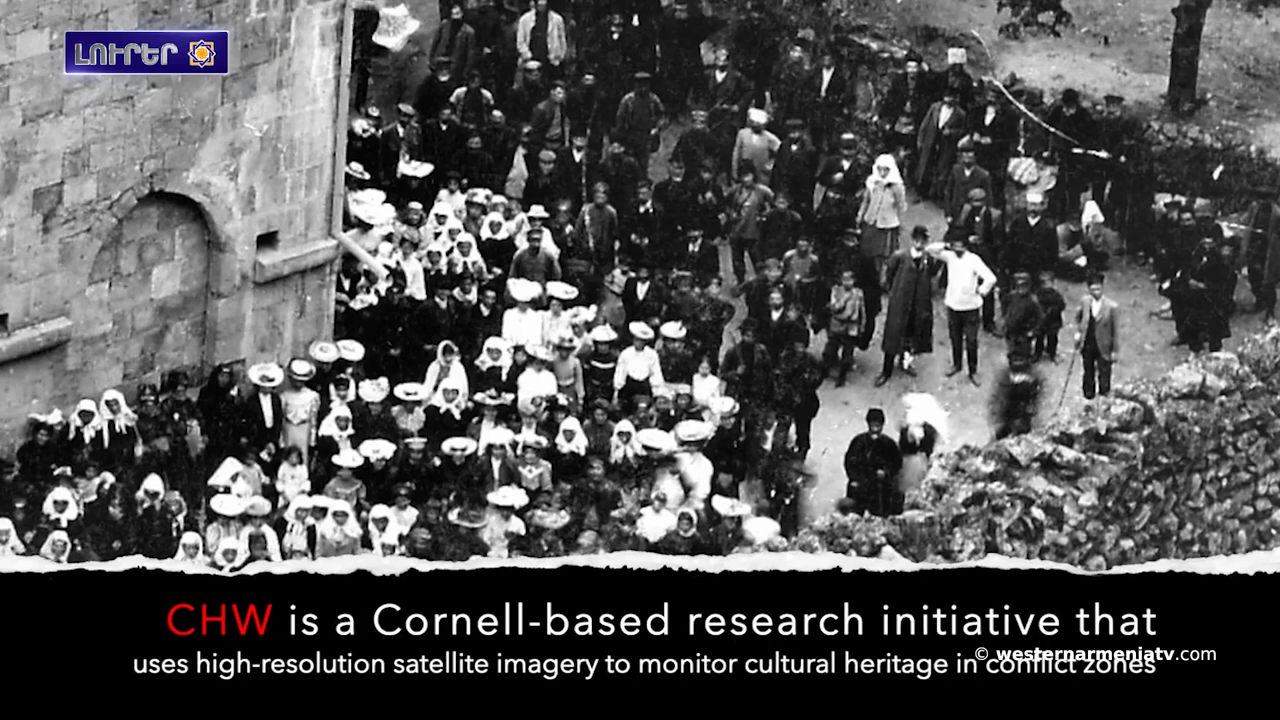 ԼՈՒՐԵՐ
CHW is a Cornell-based research initiative that
uses high-resolution satellite imagery to monitor cultural heritage in conflict zones
© westernarmeniatv.com